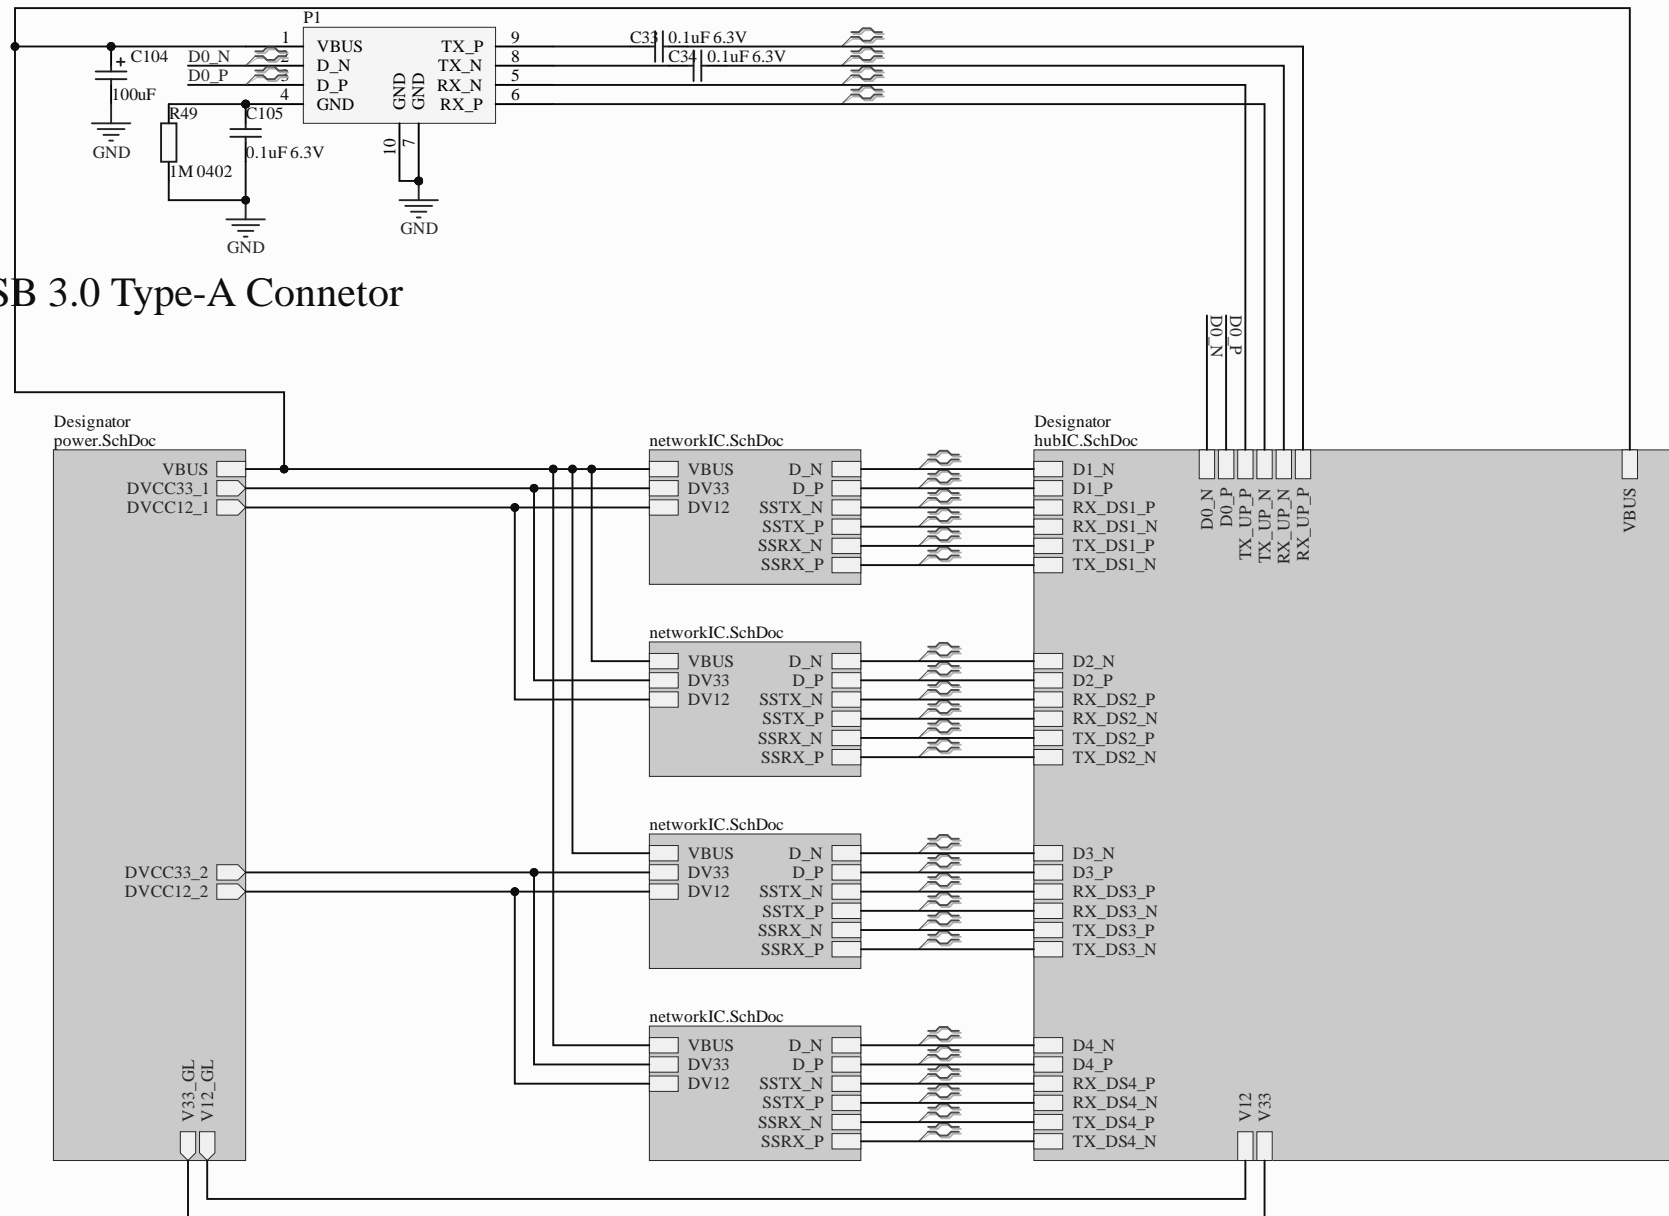 P1
1 VBUS TX_P 9 C33 0.1uF 6.3V
C104 D0_N 2 D_N TX_N 8 C34 0.1uF 6.3V
D0_P 3 D_P RX_N 5
100uF 4 GND GND GND RX_P 6
R49 C105
GND 0.1uF 6.3V 10 7
1M 0402
GND GND
SB 3.0 Type-A Connetor
D0_N D0_P
Designator Designator
power.SchDoc networkIC.SchDoc hubIC.SchDoc
VBUS VBUS D_N D1_N
DVCC33_1 DV33 D_P D1_P
DVCC12_1 DV12 SSTX_N RX_DS1_P
SSTX_P RX_DS1_N
SSRX_N TX_DS1_P
SSRX_P TX_DS1_N
D0_N D0_P TX_UP_P TX_UP_N RX_UP_N RX_UP_P VBUS
networkIC.SchDoc
VBUS D_N D2_N
DV33 D_P D2_P
DV12 SSTX_N RX_DS2_P
SSTX_P RX_DS2_N
SSRX_N TX_DS2_P
SSRX_P TX_DS2_N
networkIC.SchDoc
VBUS D_N D3_N
DVCC33_2 DV33 D_P D3_P
DVCC12_2 DV12 SSTX_N RX_DS3_P
SSTX_P RX_DS3_N
SSRX_N TX_DS3_P
SSRX_P TX_DS3_N
networkIC.SchDoc
VBUS D_N D4_N
DV33 D_P D4_P
DV12 SSTX_N RX_DS4_P
SSTX_P RX_DS4_N
SSRX_N TX_DS4_P
SSRX_P TX_DS4_N
V33_GL V12_GL V12 V33